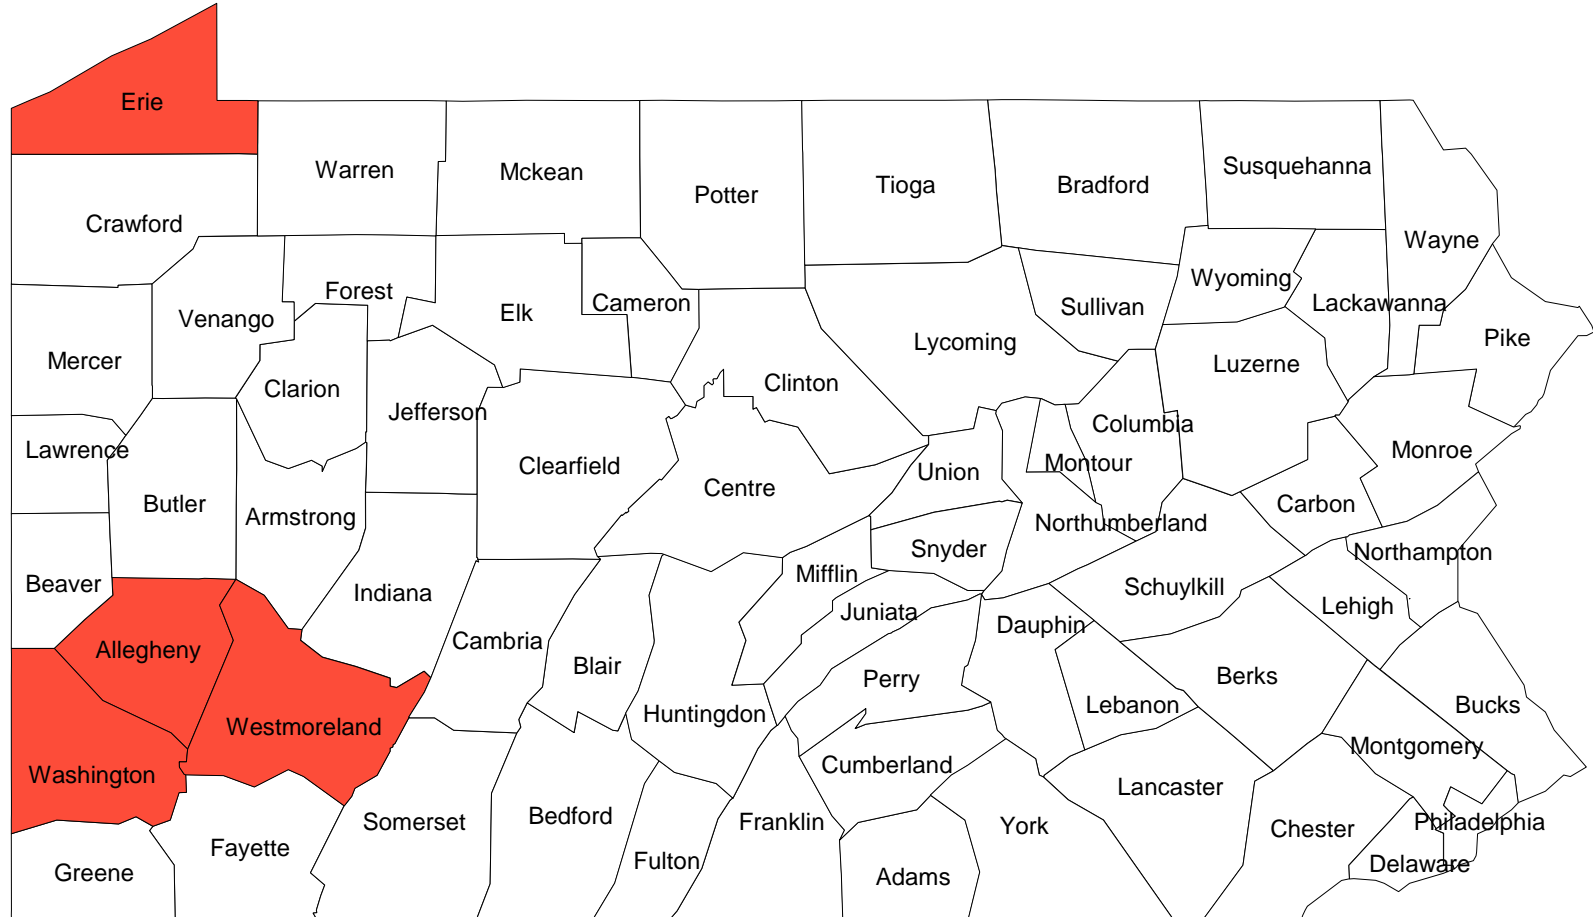 Erie
Warren
Mckean
Potter
Tioga
Bradford
Susquehanna
Crawford
Wayne
Venango
Forest
Elk
Cameron
Wyoming
Sullivan
Lackawanna
Mercer
Clarion
Jefferson
Clinton
Lycoming
Luzerne
Pike
Lawrence
Butler
Armstrong
Clearfield
Centre
Union
Montour
Columbia
Carbon
Monroe
Beaver
Indiana
Cambria
Blair
Mifflin
Snyder
Northumberland
Schuylkill
Northampton
Lehigh
Allegheny
Westmoreland
Huntingdon
Juniata
Perry
Dauphin
Lebanon
Berks
Bucks
Washington
Somerset
Bedford
Cumberland
Lancaster
Montgomery
Greene
Fayette
Fulton
Franklin
Adams
York
Chester
Philadelphia
Delaware